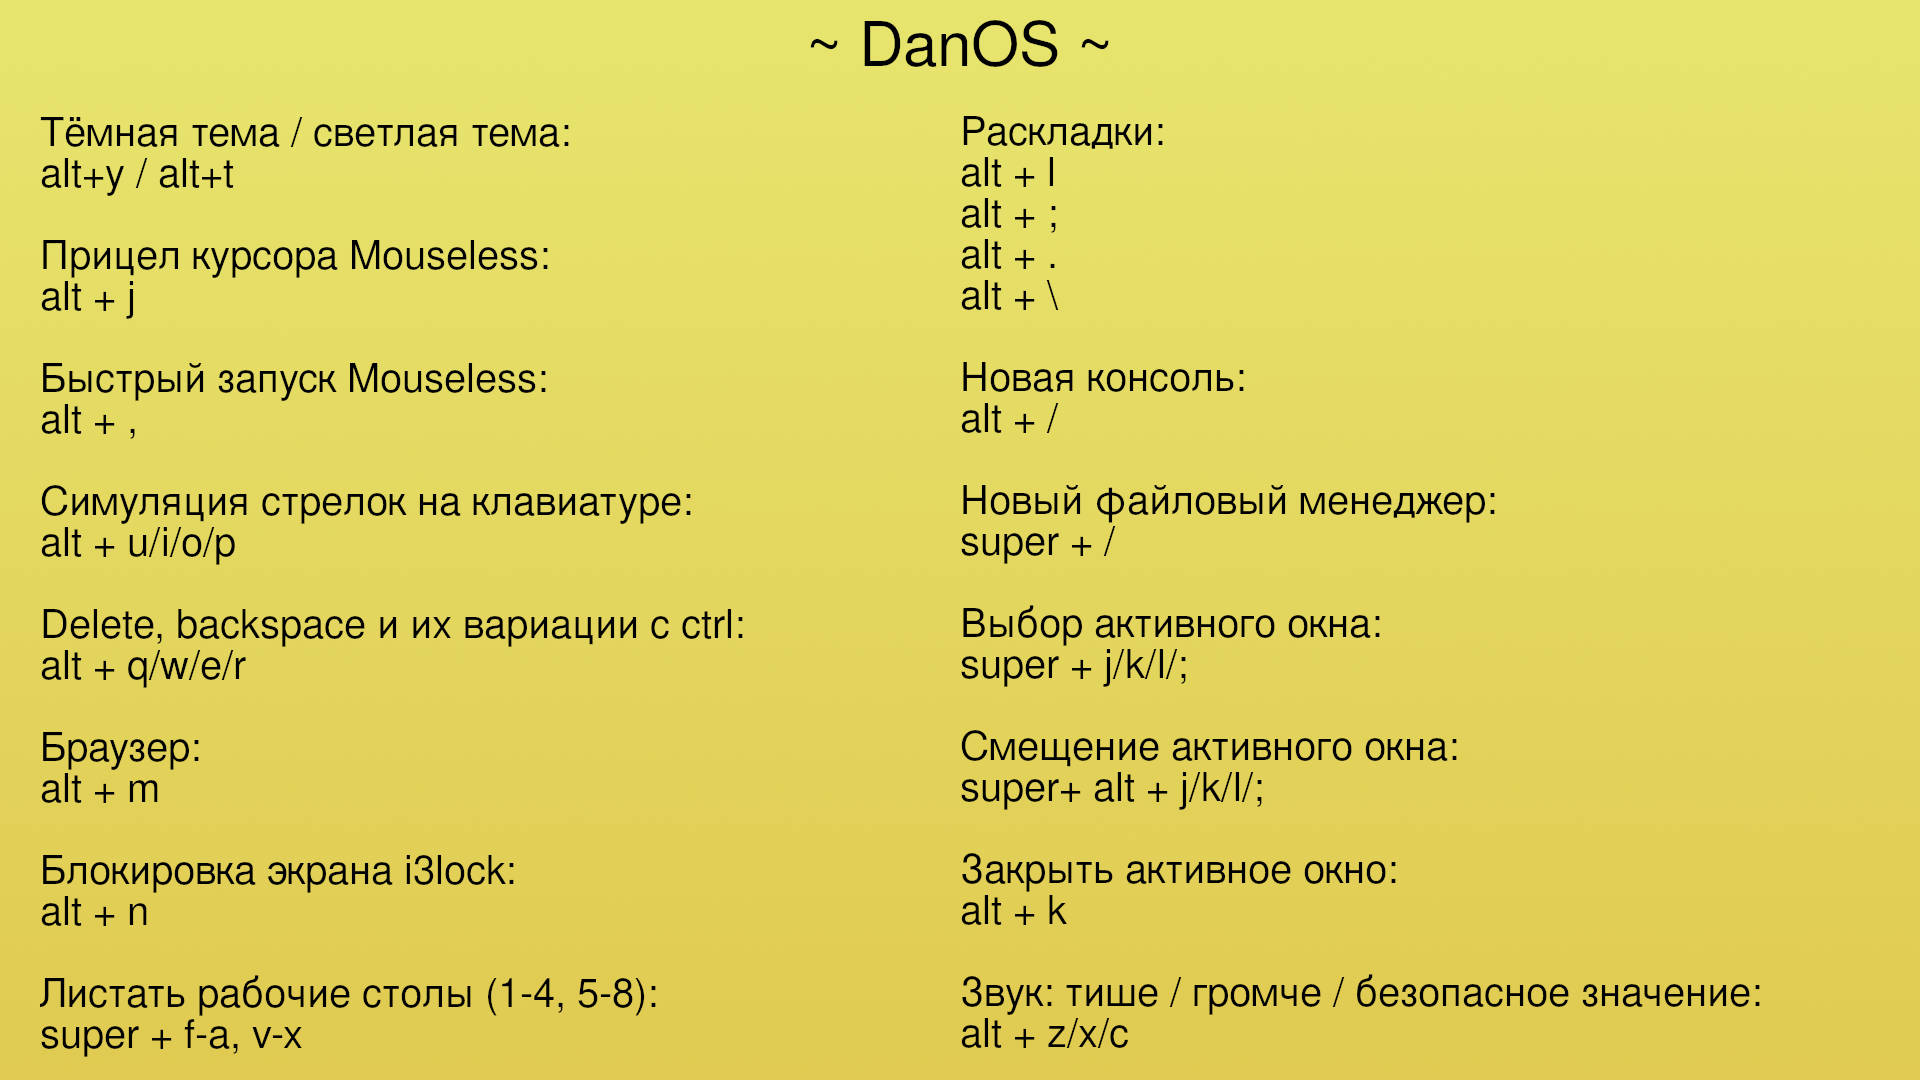 ~ DanOS ~
Тёмная тема / светлая тема:
alt+y / alt+t
Прицел курсора Mouseless:
alt + j
Быстрый запуск Mouseless:
alt + ,
Симуляция стрелок на клавиатуре:
alt + u/i/o/p
Delete, backspace и их вариации с ctrl:
alt + q/w/e/r
Браузер:
alt + m
Блокировка экрана i3lock:
alt + n
Листать рабочие столы (1-4, 5-8):
super + f-a, v-x
Раскладки:
alt + l
alt + ;
alt + .
alt + \
Новая консоль:
alt + /
Новый файловый менеджер:
super + /
Выбор активного окна:
super + j/k/l/;
Смещение активного окна:
super+ alt + j/k/l/;
Закрыть активное окно:
alt + k
Звук: тише / громче / безопасное значение:
alt + z/x/c